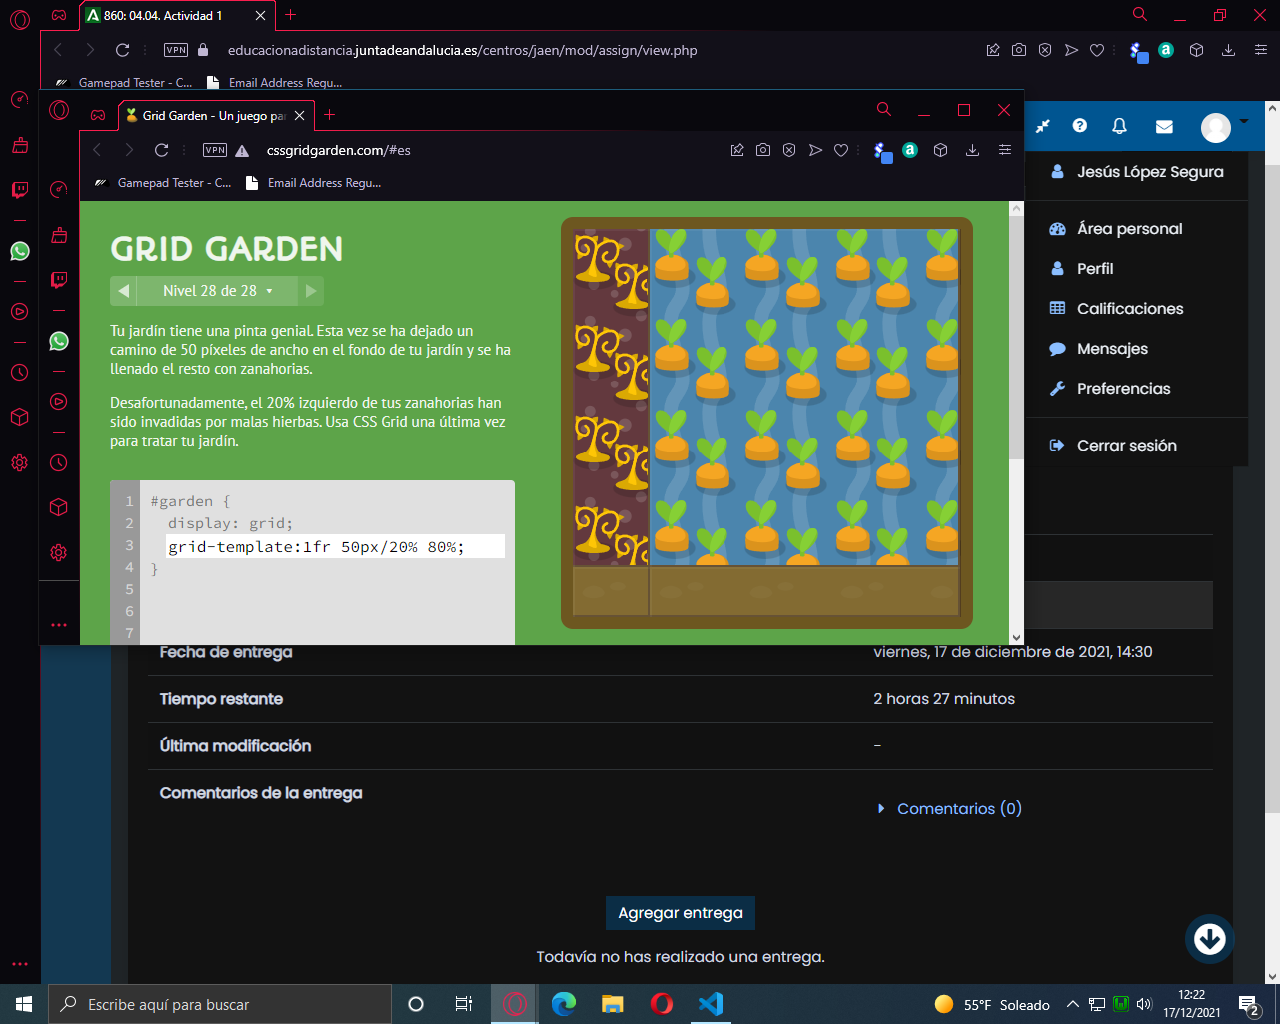 860: 04.04. Actividad 1
VPN
educacionadistancia.juntadeandalucia.es/centros/jaen/mod/assign/view.php
Gamepad Tester - C...
Email Address Requ...
Grid Garden - Un juego par
VPN
cssgridgarden.com/#es
Gamepad Tester - C...
Email Address Regu...
GRID GARDEN
Nivel 28 de 28
Tu jardín tiene una pinta genial. Esta vez se ha dejado un
camino de 50 píxeles de ancho en el fondo de tu jardín y se ha
llenado el resto con zanahorias.
Desafortunadamente, el 20% izquierdo de tus zanahorias han
sido invadidas por malas hierbas. Usa CSS Grid una última vez
para tratar tu jardín.
1 #garden {
2 display: grid;
3 grid-template:1fr 50px/20% 80%;
4 }
5
6
7
Jesús López Segura
Área personal
Perfil
Calificaciones
Mensajes
Preferencias
Cerrar sesión
Fecha de entrega
viernes, 17 de diciembre de 2021, 14:30
Tiempo restante
2 horas 27 minutos
Última modificación
-
Comentarios de la entrega
Comentarios (0)
Agregar entrega
Todavía no has realizado una entrega.
Escribe aquí para buscar
55°F Soleado
12:22
17/12/2021
2